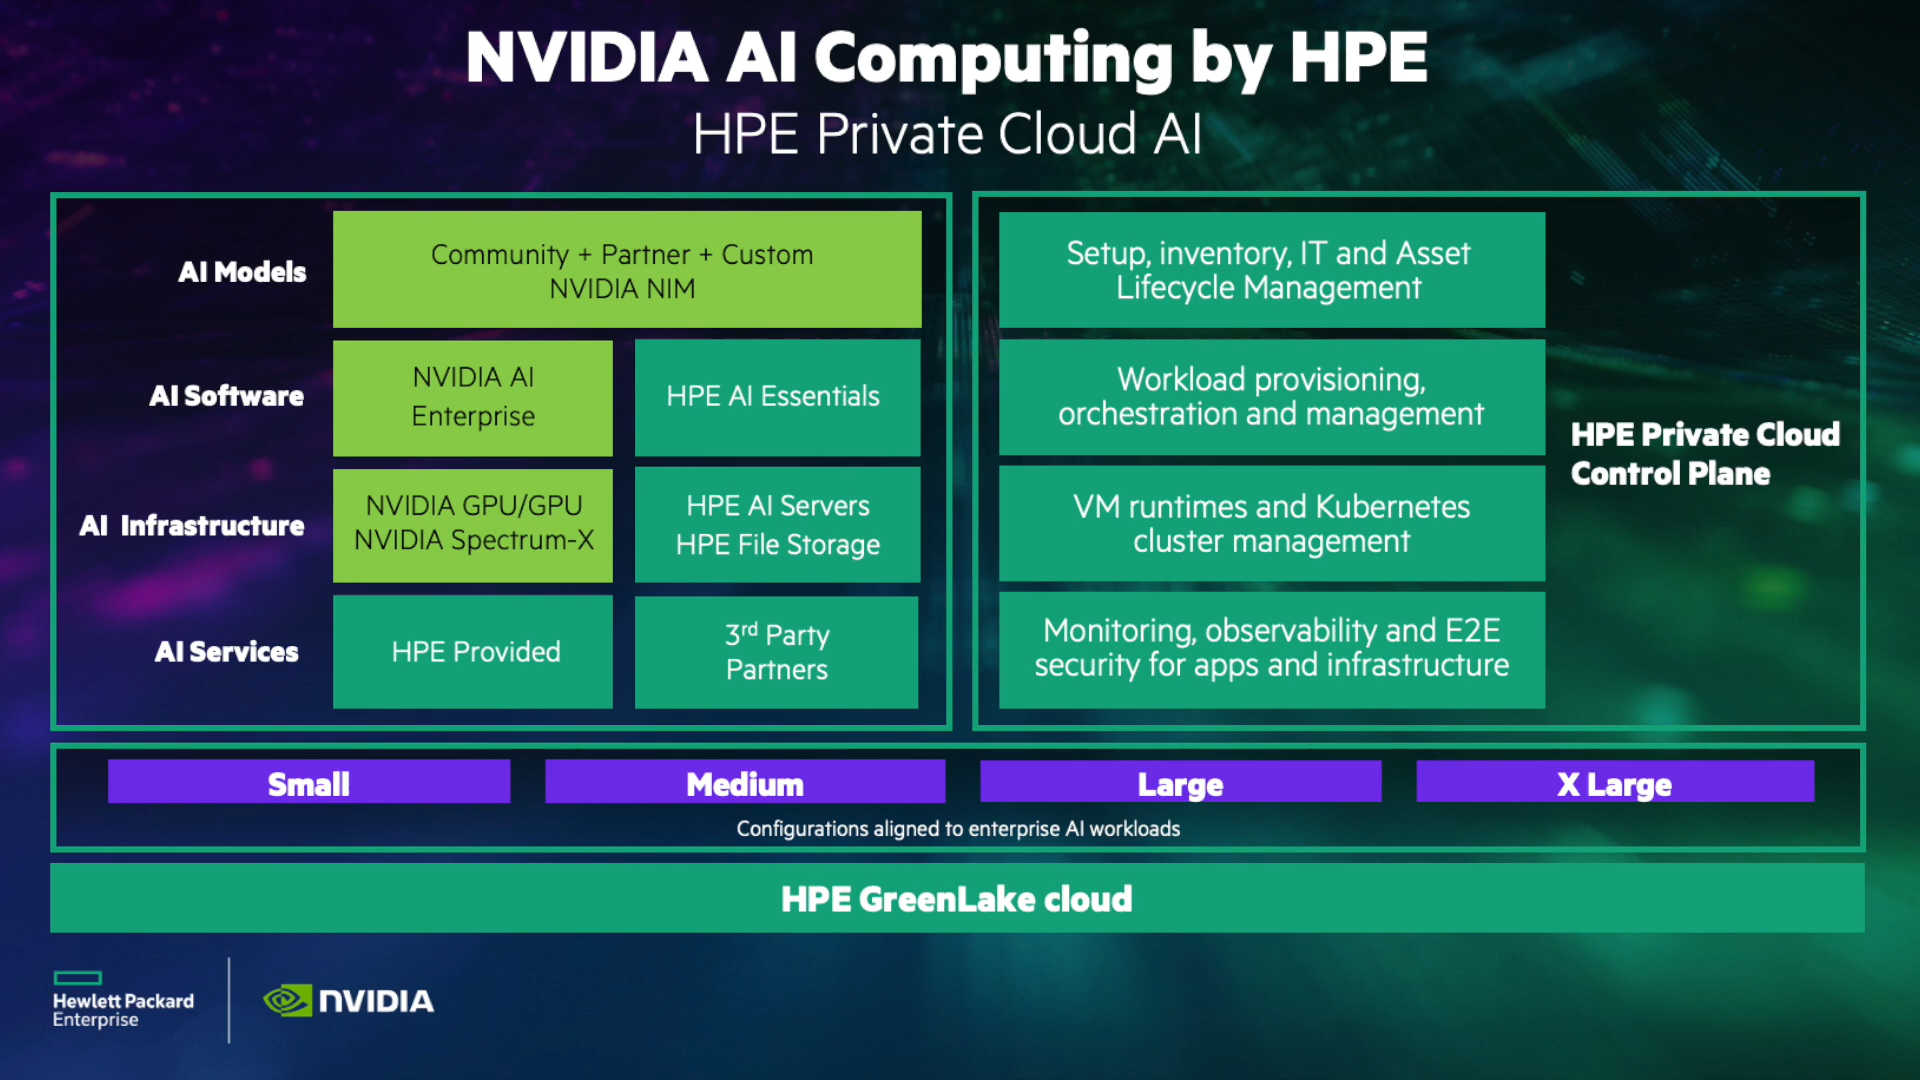 NVIDIA AI Computing by HPE
HPE Private Cloud AI
AI Models
Community + Partner + Custom
NVIDIA NIM
AI Software
NVIDIA AI
Enterprise
HPE AI Essentials
AI Infrastructure
NVIDIA GPU/GPU
NVIDIA Spectrum-X
HPE AI Servers
HPE File Storage
AI Services
HPE Provided
3rd Party
Partners
Setup, inventory, IT and Asset
Lifecycle Management
Workload provisioning,
orchestration and management
VM runtimes and Kubernetes
cluster management
Monitoring, observability and E2E
security for apps and infrastructure
HPE Private Cloud
Control Plane
Small
Medium
Large
X Large
Configurations aligned to enterprise AI workloads
HPE GreenLake cloud
Hewlett Packard
Enterprise
NVIDIA